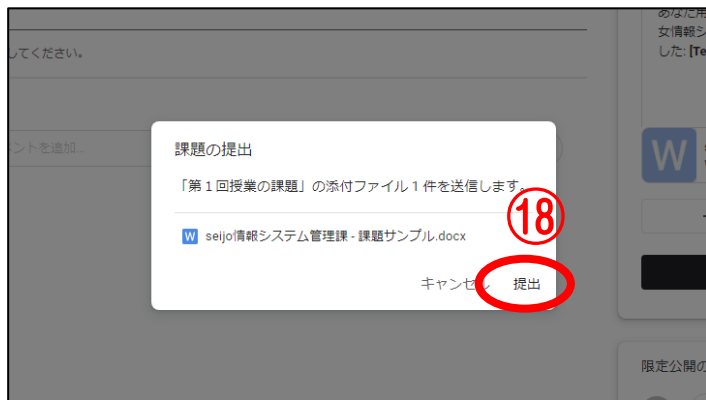 あなた用
女情報シ
した: [Te
してください。
ントを追加...
課題の提出
「第１回授業の課題」の添付ファイル 1 件を送信します。
⑱
W seijo情報システム管理課 - 課題サンプル.docx
キャンセル 提出
W
限定公開の